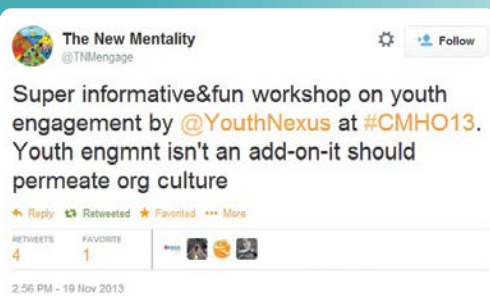 The New Mentality
@TNMengage
Follow
Super informative&fun workshop on youth
engagement by @YouthNexus at #CMHO13.
Youth engmnt isn't an add-on-it should
permeate org culture
Reply Retweeted Favorited More
RETWEETS FAVORITE
4 1
2:56 PM - 19 Nov 2013